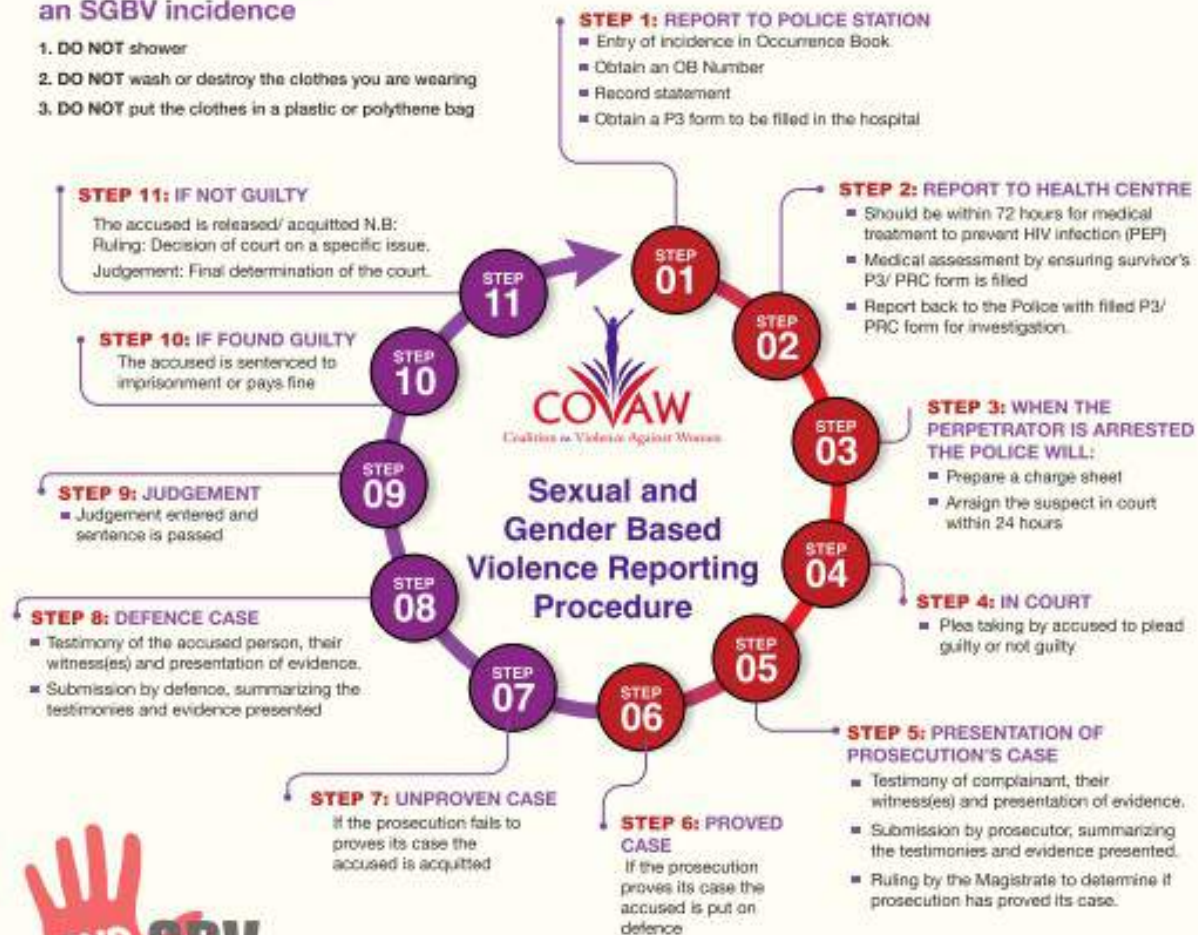 an SGBV incidence
1. DO NOT shower
2. DO NOT wash or destroy the clothes you are wearing
3. DO NOT put the clothes in a plastic or polythene bag
STEP 1: REPORT TO POLICE STATION
Entry of incidence in Occurrence Book
Obtain an OB Number
Record statement
Obtain a P3 form to be filled in the hospital
STEP 2: REPORT TO HEALTH CENTRE
Should be within 72 hours for medical
treatment to prevent HIV infection (PEP)
Medical assessment by ensuring survivor's
P3/ PRC form is filled
Report back to the Police with filled P3/
PRC form for investigation.
STEP 3: WHEN THE
PERPETRATOR IS ARRESTED
THE POLICE WILL:
Prepare a charge sheet
Arraign the suspect in court
within 24 hours
STEP 4: IN COURT
Plea taking by accused to plead
guilty or not guilty
STEP 5: PRESENTATION OF
PROSECUTION'S CASE
Testimony of complainant, their
witness(es) and presentation of evidence.
Submission by prosecutor, summarizing
the testimonies and evidence presented.
Ruling by the Magistrate to determine if
prosecution has proved its case.
STEP 6: PROVED
CASE
If the prosecution
proves its case the
accused is put on
defence
STEP 7: UNPROVEN CASE
If the prosecution fails to
proves its case the
accused is acquitted
STEP 8: DEFENCE CASE
Testimony of the accused person, their
witness(es) and presentation of evidence.
Submission by defence, summarizing the
testimonies and evidence presented
STEP 9: JUDGEMENT
Judgement entered and
sentence is passed
STEP 10: IF FOUND GUILTY
The accused is sentenced to
imprisonment or pays fine
STEP 11: IF NOT GUILTY
The accused is released/ acquitted N.B:
Ruling: Decision of court on a specific issue.
Judgement: Final determination of the court.
STEP
01
STEP
02
STEP
03
STEP
04
STEP
05
STEP
06
STEP
07
STEP
08
STEP
09
STEP
10
STEP
11
COVAW
Coalition on Violence Against Women
Sexual and
Gender Based
Violence Reporting
Procedure